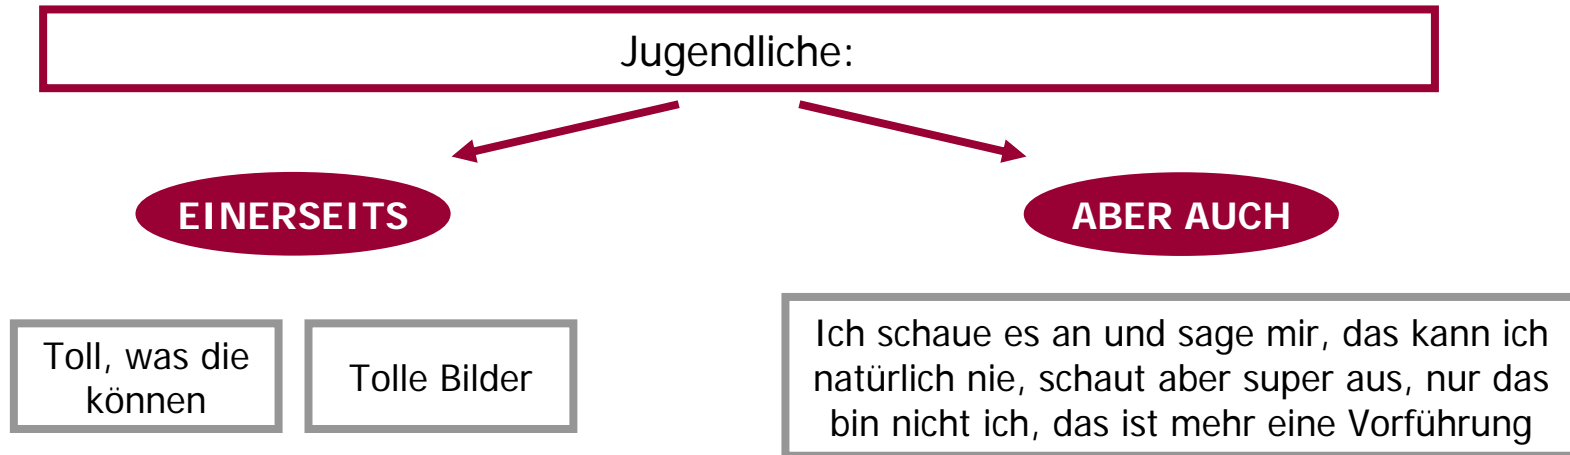 Jugendliche:
EINERSEITS
ABER AUCH
Toll, was die
können
Tolle Bilder
Ich schaue es an und sage mir, das kann ich
natürlich nie, schaut aber super aus, nur das
bin nicht ich, das ist mehr eine Vorführung